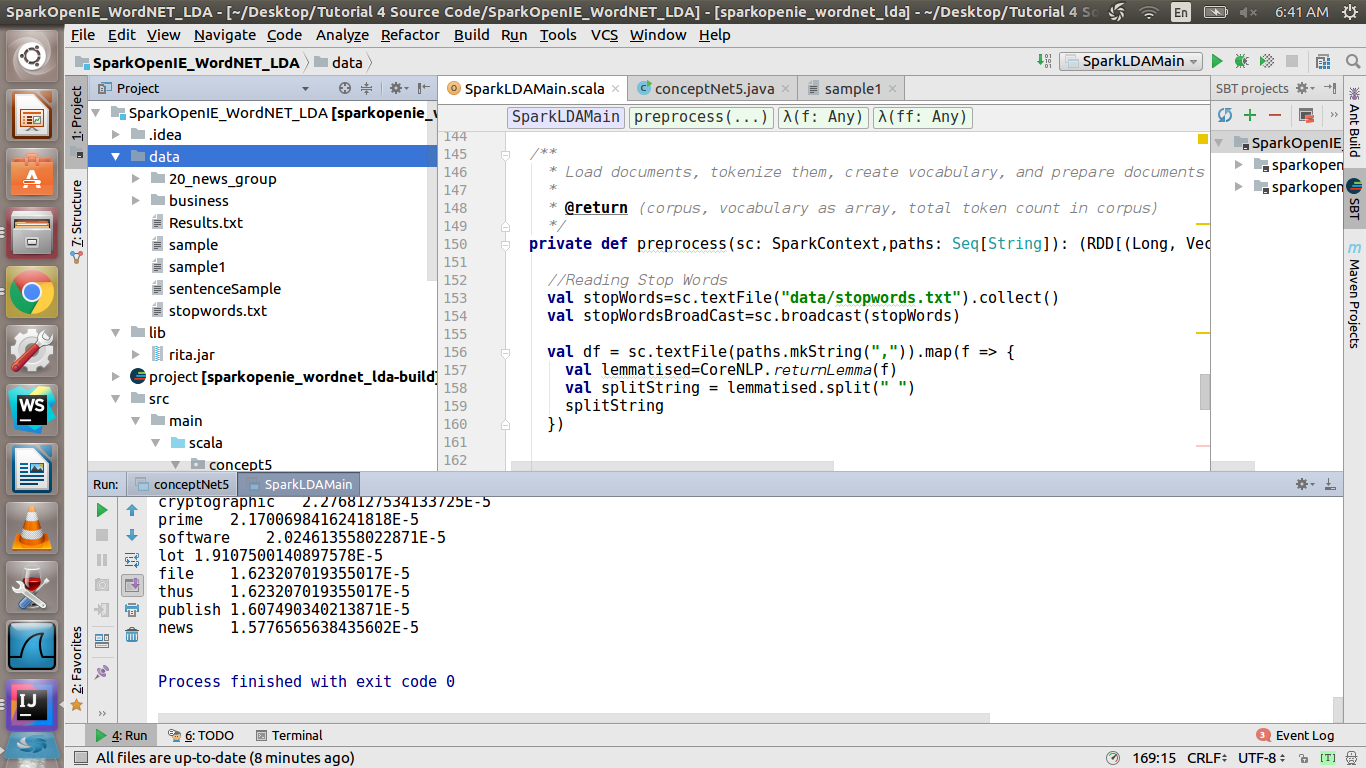 SparkOpenIE_WordNET_LDA - [~/Desktop/Tutorial 4 Source Code/SparkOpenIE_WordNET_LDA] - [sparkopenie_wordnet_lda] - ~/Desktop/Tutorial 4 So
En
6:41 AM
File Edit View Navigate Code Analyze Refactor Build Run Tools VCS Window Help
SparkOpenIE_WordNET_LDA data
SparkLDAMain
1: Project
7: Structure
2: Favorites
Project
SparkOpenIE_WordNET_LDA [sparkopenie_w
.idea
data
20_news_group
business
Results.txt
sample
sample1
sentenceSample
stopwords.txt
lib
rita.jar
project [sparkopenie_wordnet_lda-build]
src
main
scala
concept5
SparkLDAMain.scala conceptNet5.java sample1
SparkLDAMain preprocess(...) λ(f: Any) λ(ff: Any)
144
145 /**
146 * Load documents, tokenize them, create vocabulary, and prepare documents
147 *
148 * @return (corpus, vocabulary as array, total token count in corpus)
149 */
150 private def preprocess(sc: SparkContext,paths: Seq[String]): (RDD[(Long, Vec
151
152 //Reading Stop Words
153 val stopWords=sc.textFile("data/stopwords.txt").collect()
154 val stopWordsBroadCast=sc.broadcast(stopWords)
155
156 val df = sc.textFile(paths.mkString(",")).map(f => {
157 val lemmatised=CoreNLP.returnLemma(f)
158 val splitString = lemmatised.split(" ")
159 splitString
160 })
161
162
SBT projects
SparkOpenIE_
sparkopen
sparkopen
Ant Build
SBT
Maven Projects
Run: conceptNet5 SparkLDAMain
cryptographic 2.2768127534133725E-5
prime 2.1700698416241818E-5
software 2.024613558022871E-5
lot 1.9107500140897578E-5
file 1.623207019355017E-5
thus 1.623207019355017E-5
publish 1.607490340213871E-5
news 1.5776565638435602E-5
Process finished with exit code 0
4: Run 6: TODO Terminal
3 Event Log
All files are up-to-date (8 minutes ago)
169:15 CRLF UTF-8 [T]